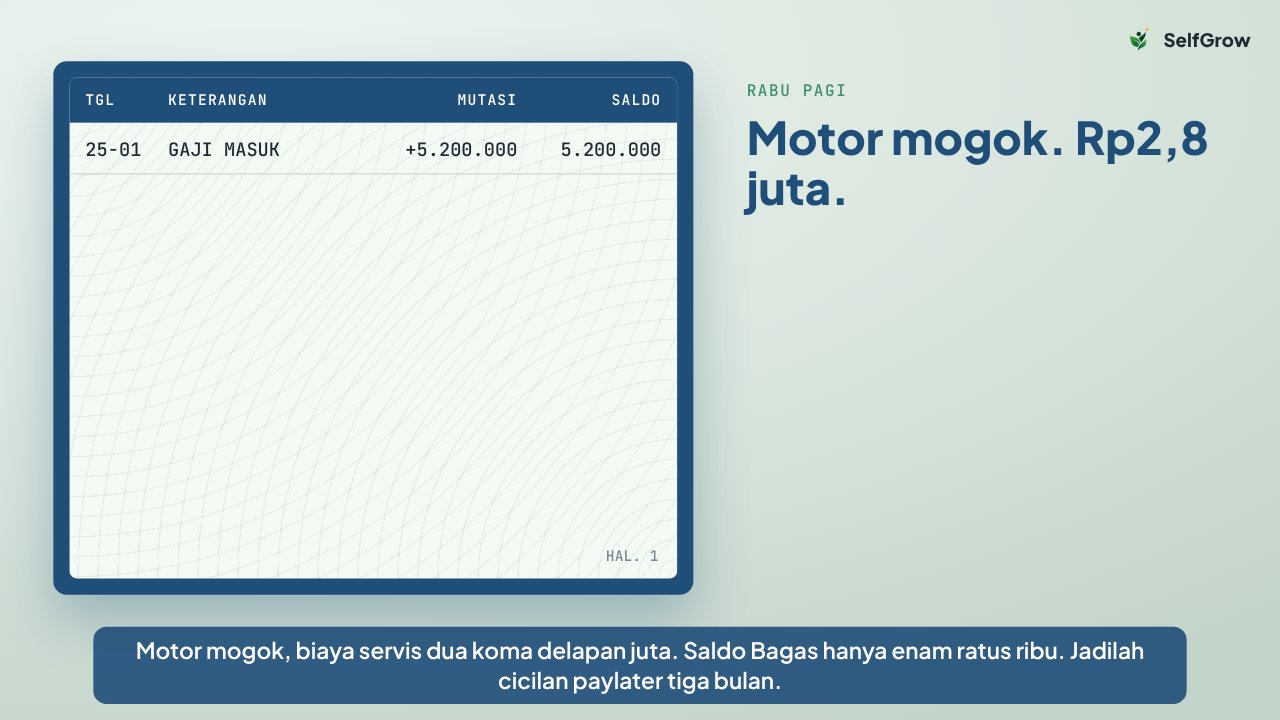 SelfGrow
TGL KETERANGAN MUTASI SALDO
25-01 GAJI MASUK +5.200.000 5.200.000
HAL. 1
RABU PAGI
Motor mogok. Rp2,8
juta.
Motor mogok, biaya servis dua koma delapan juta. Saldo Bagas hanya enam ratus ribu. Jadilah
cicilan paylater tiga bulan.